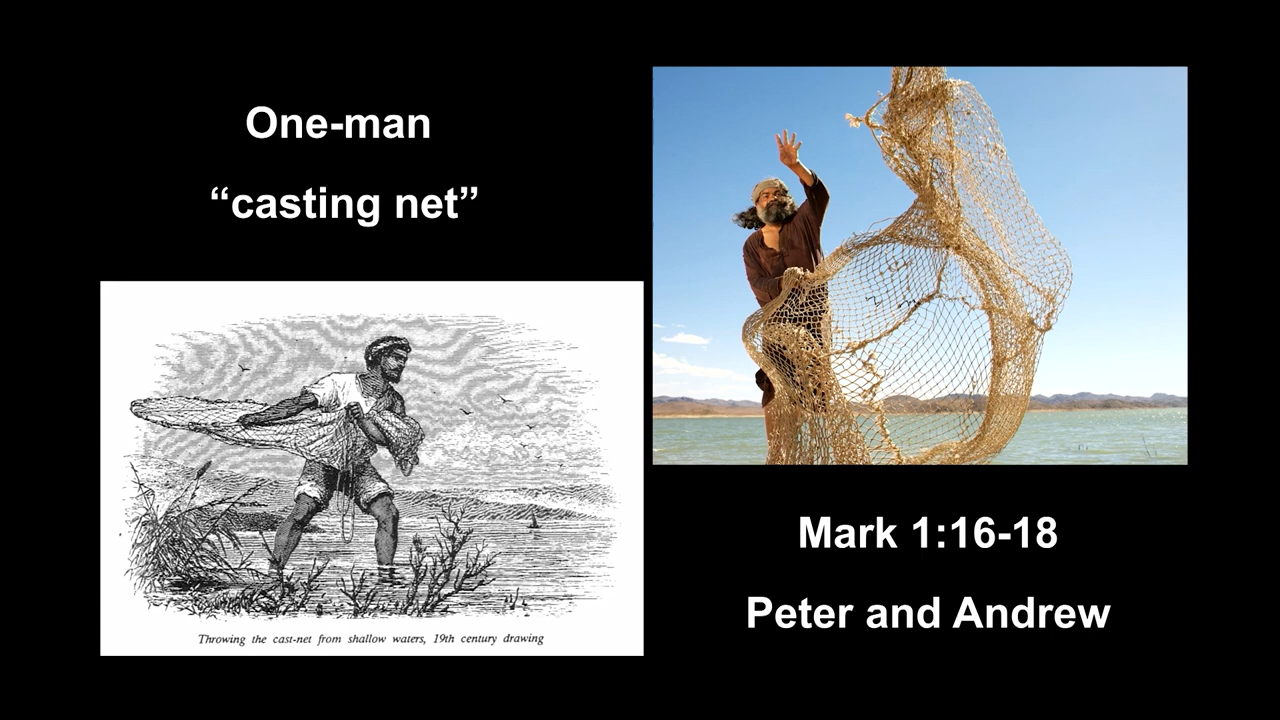 One-man
“casting net”
Throwing the cast-net from shallow waters, 19th century drawing
Mark 1:16-18
Peter and Andrew